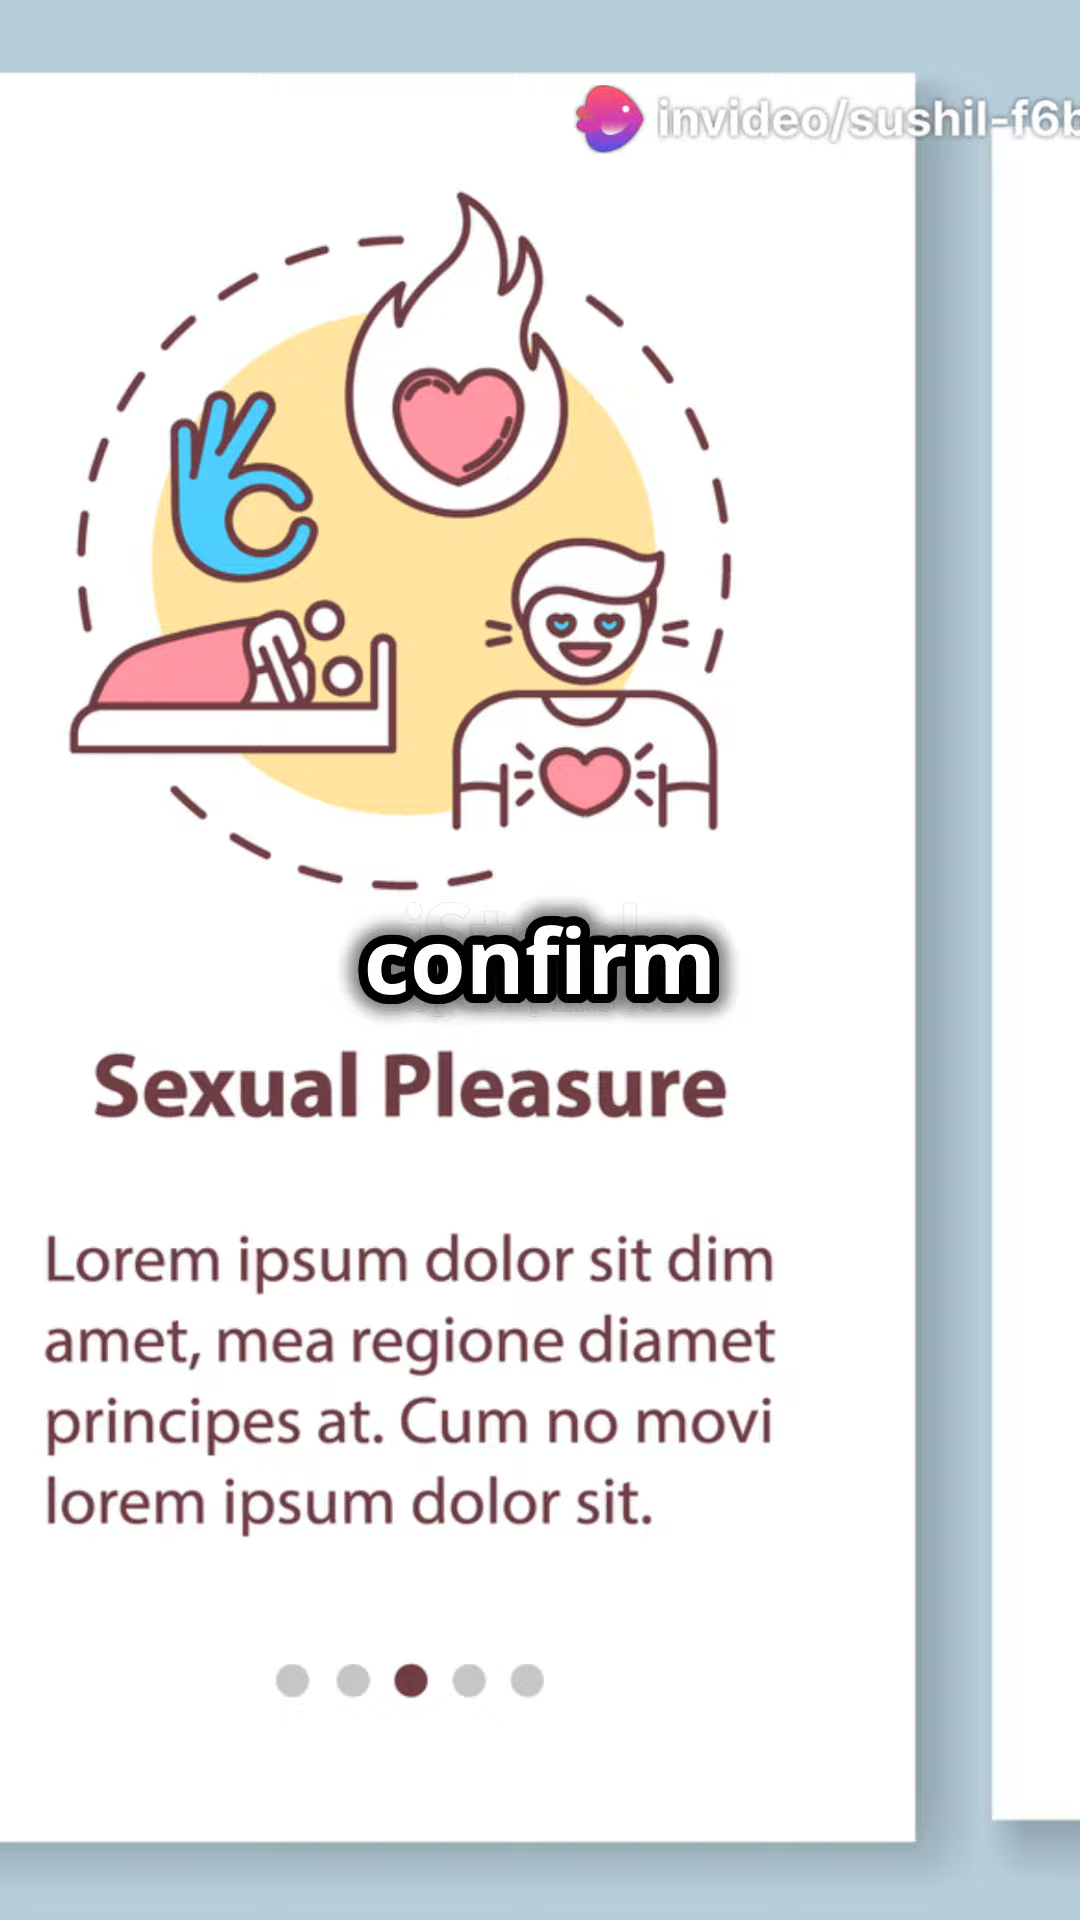 invideo/sushil-f6b
confirm
Sexual Pleasure
Lorem ipsum dolor sit dim
amet, mea regione diamet
principes at. Cum no movi
lorem ipsum dolor sit.